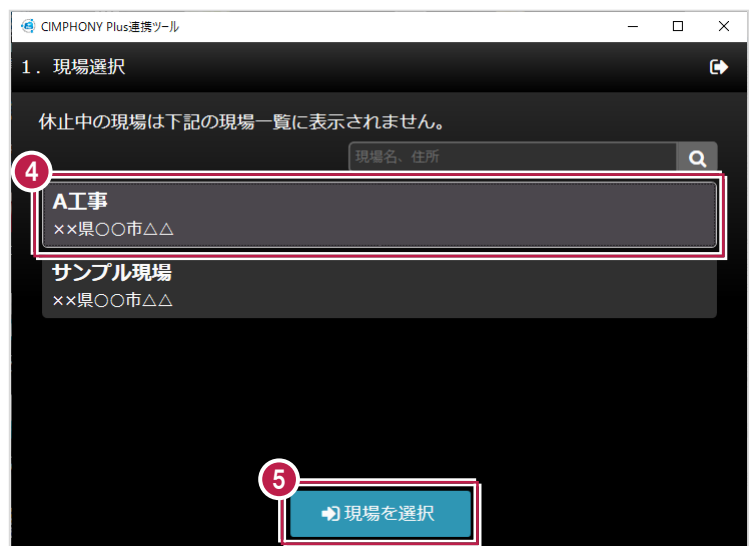 CIMPHONY Plus連携ツール
1．現場選択
休止中の現場は下記の現場一覧に表示されません。
現場名、住所
4
A工事
××県○○市△△
サンプル現場
××県○○市△△
5
現場を選択